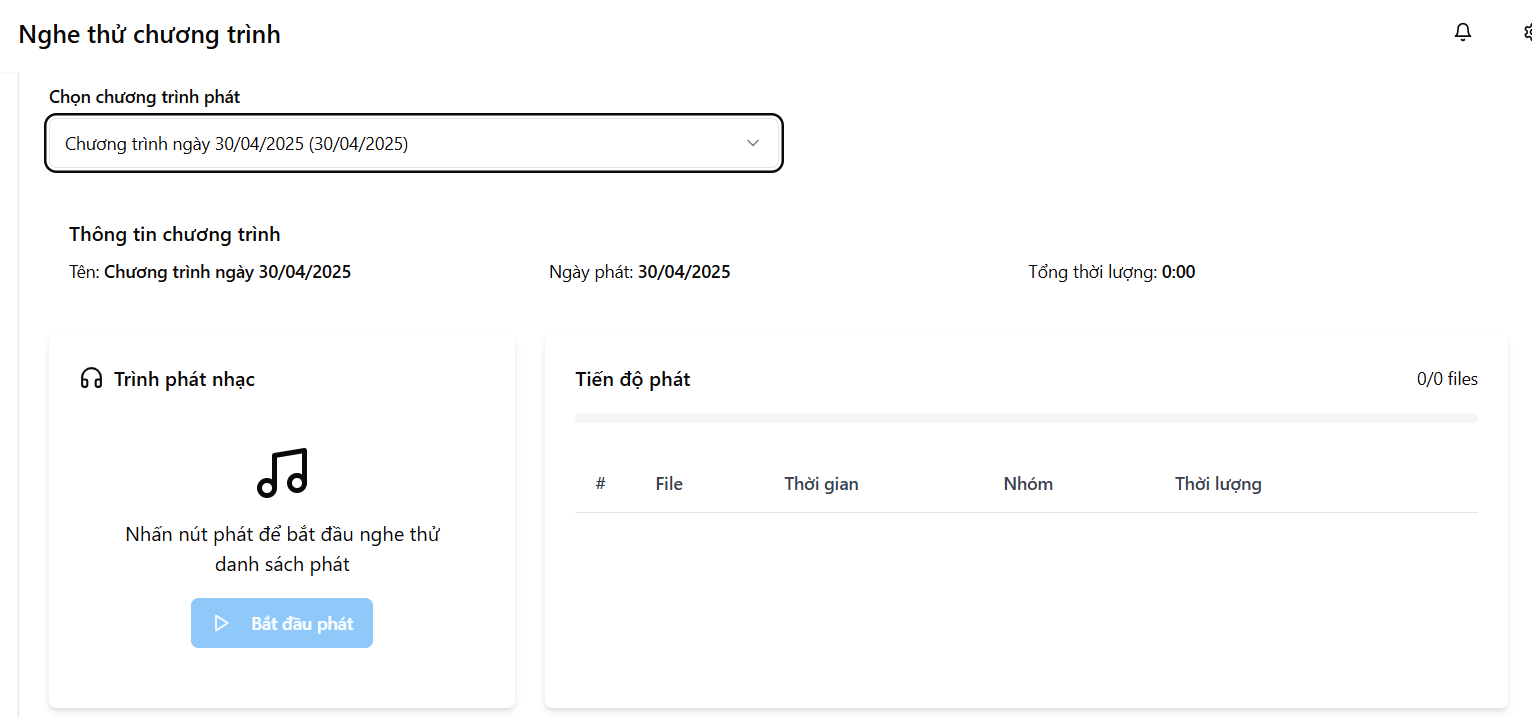 Nghe thử chương trình
Chọn chương trình phát
Chương trình ngày 30/04/2025 (30/04/2025)
Thông tin chương trình
Tên: Chương trình ngày 30/04/2025
Ngày phát: 30/04/2025
Tổng thời lượng: 0:00
Trình phát nhạc
Nhấn nút phát để bắt đầu nghe thử
danh sách phát
Bắt đầu phát
Tiến độ phát
0/0 files
# File Thời gian Nhóm Thời lượng